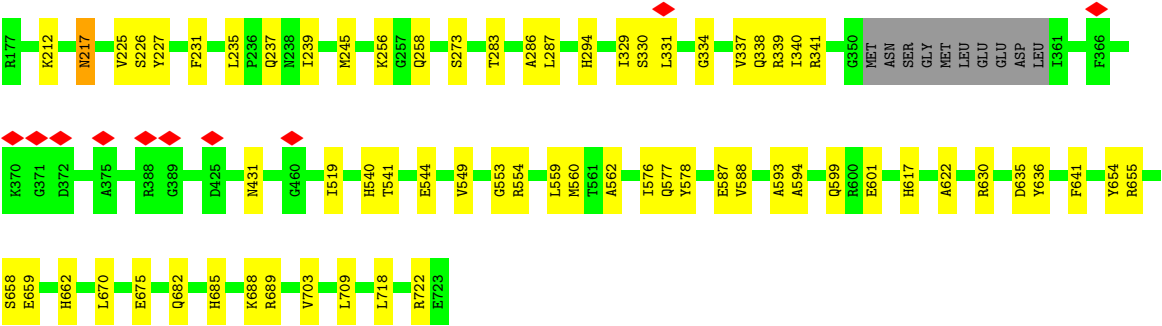 R177 K212 N217 V225 S226 Y227 F231 L235 P236 Q237 N238 I239 M245 K256 G257 Q258 S273 T283 A286 L287 H294 I329 S330 L331 G334 V337 Q338 R339 I340 R341 G350 MET ASN SER GLY MET LEU GLU GLU ASP LEU I361 F366
K370 G371 D372 A375 R388 G389 D425 N431 G460 I519 H540 T541 E544 V549 G553 R554 L559 M560 T561 A562 I576 Q577 Y578 E587 V588 A593 A594 Q599 R600 E601 H617 A622 R630 D635 Y636 F641 Y654 R655
S658 E659 H662 L670 E675 Q682 H685 K688 R689 V703 L709 L718 R722 E723